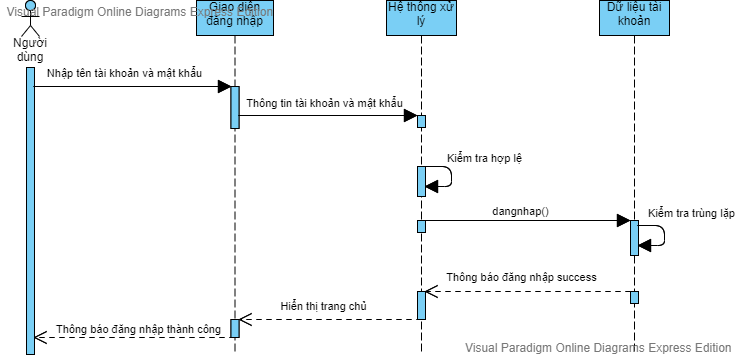 Visual Paradigm Online Diagrams Express Edition
Giao diện
đăng nhập
Hệ thống xử
lý
Dữ liệu tài
khoản
Người
dùng
Nhập tên tài khoản và mật khẩu
Thông tin tài khoản và mật khẩu
Kiểm tra hợp lệ
dangnhap()
Kiểm tra trùng lặp
Thông báo đăng nhập success
Hiển thị trang chủ
Thông báo đăng nhập thành công
Visual Paradigm Online Diagrams Express Edition